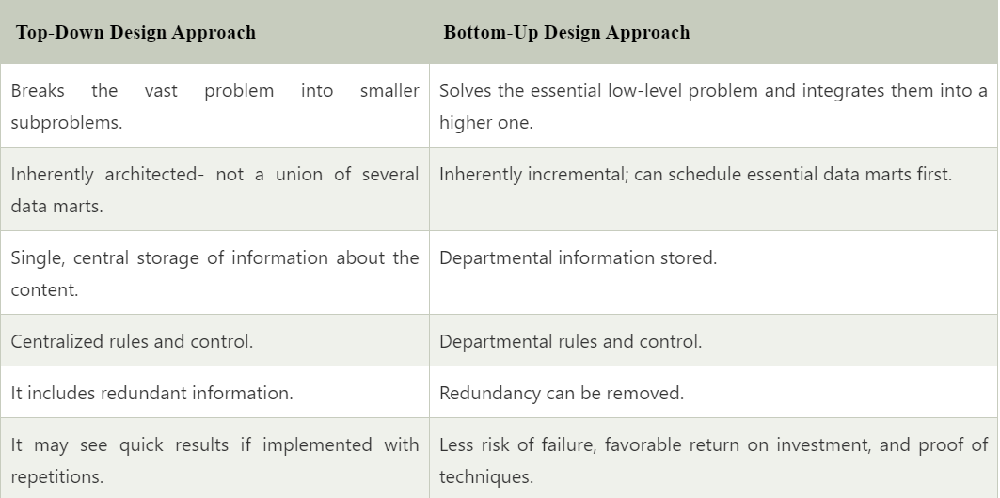 Top-Down Design Approach
Bottom-Up Design Approach
Breaks the vast problem into smaller
subproblems.
Solves the essential low-level problem and integrates them into a
higher one.
Inherently architected- not a union of several
data marts.
Inherently incremental; can schedule essential data marts first.
Single, central storage of information about the
content.
Departmental information stored.
Centralized rules and control.
Departmental rules and control.
It includes redundant information.
Redundancy can be removed.
It may see quick results if implemented with
repetitions.
Less risk of failure, favorable return on investment, and proof of
techniques.